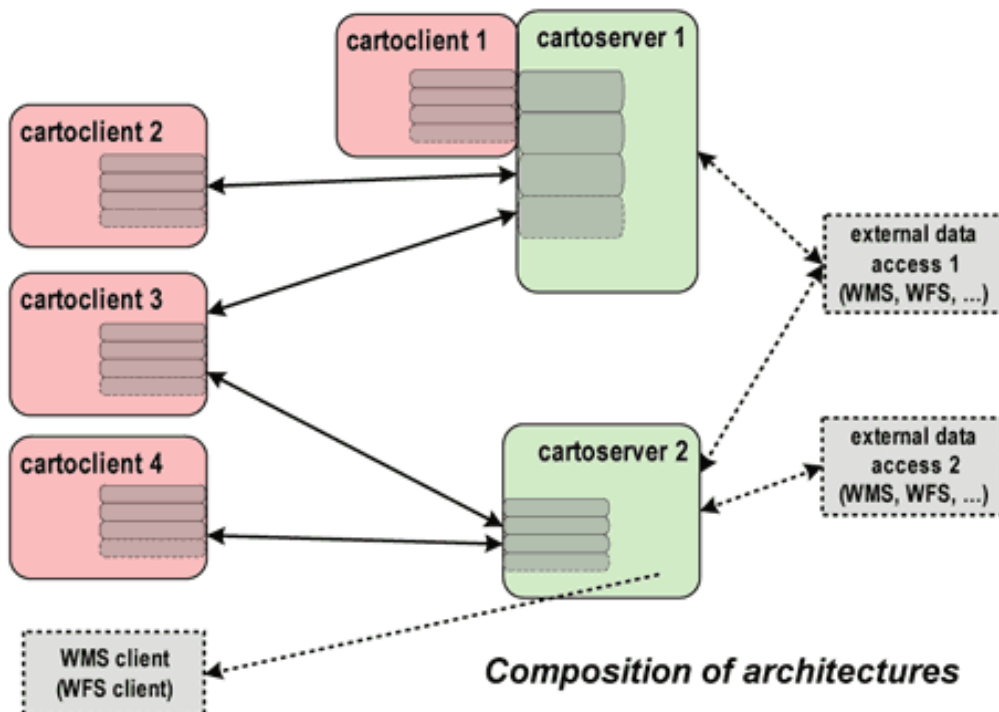 cartoclient 1
cartoserver 1
cartoclient 2
external data
access 1
(WMS, WFS, ...)
cartoclient 3
cartoserver 2
external data
access 2
(WMS, WFS, ...)
cartoclient 4
WMS client
(WFS client)
Composition of architectures